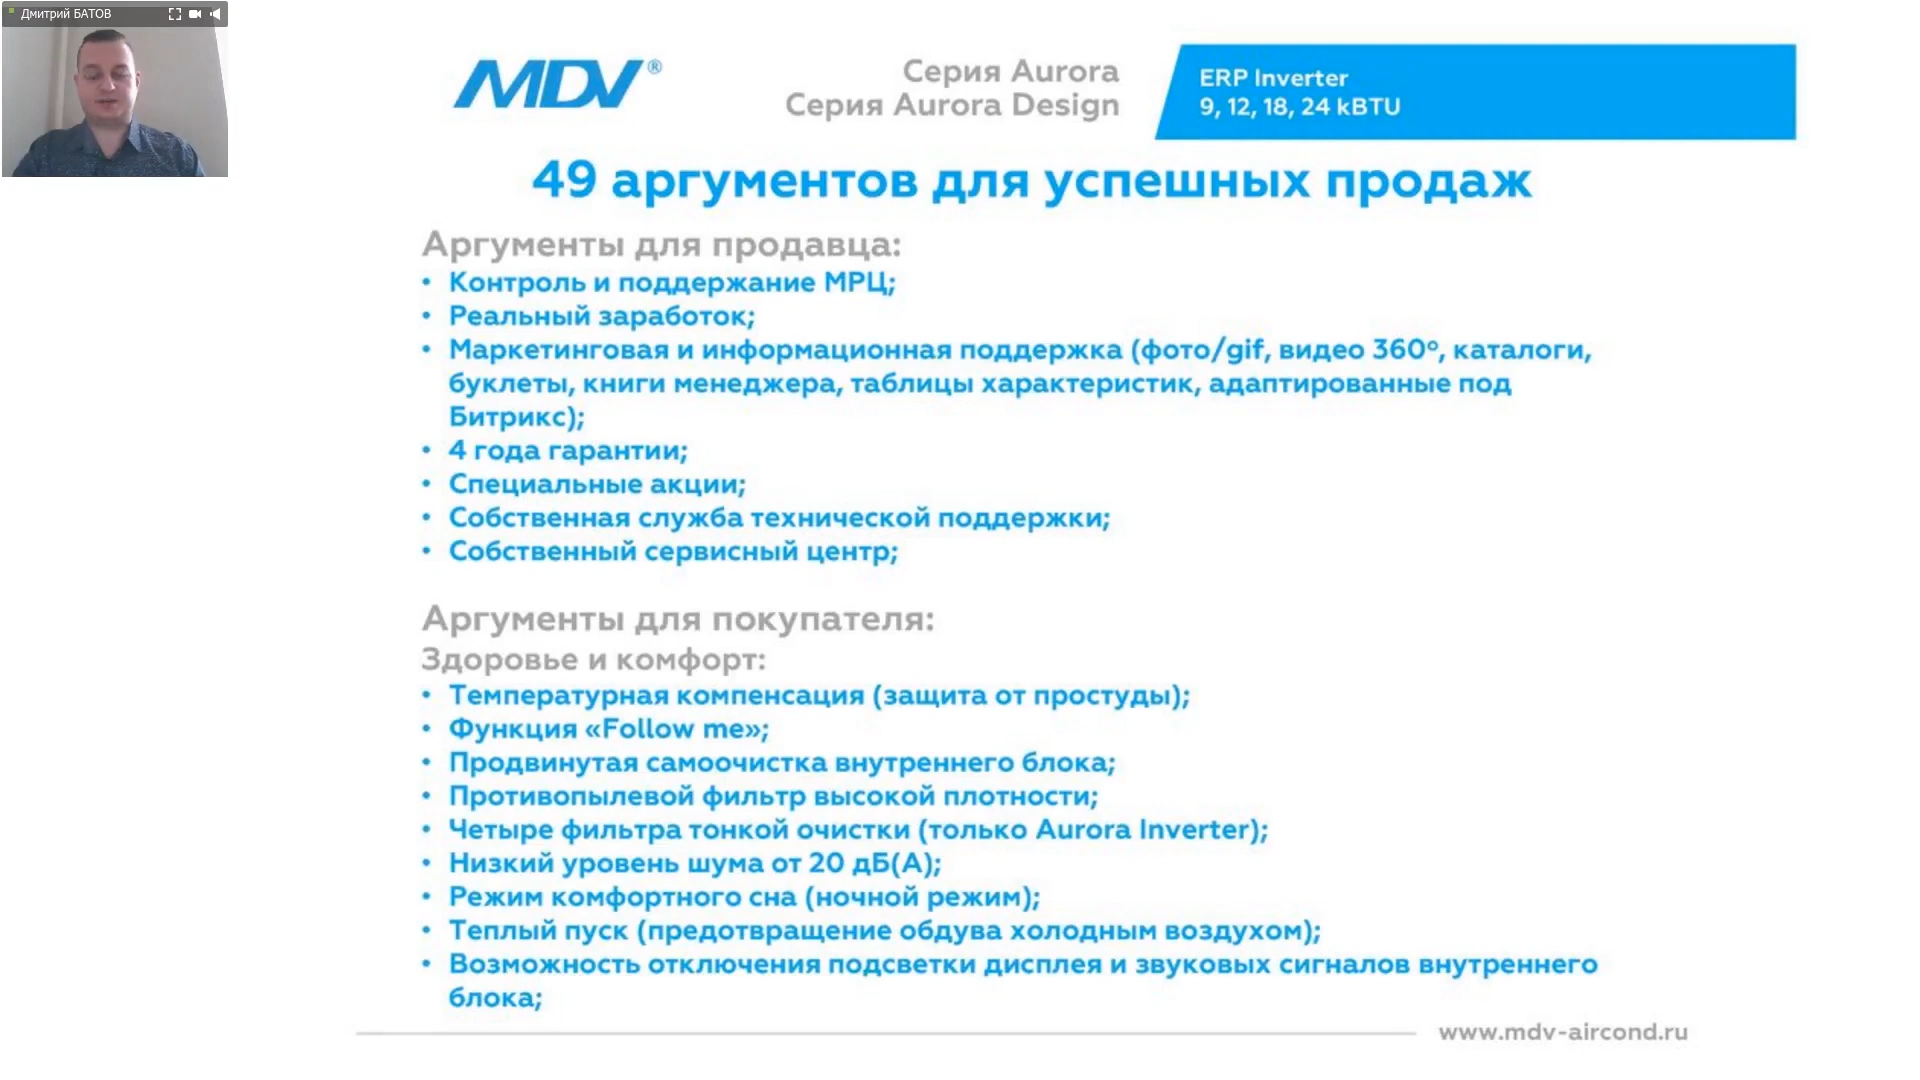 Дмитрий БАТОВ
MDV®
Серия Aurora
Серия Aurora Design
ERP Inverter
9, 12, 18, 24 kBTU
49 аргументов для успешных продаж
Аргументы для продавца:
• Контроль и поддержание МРЦ;
• Реальный заработок;
• Маркетинговая и информационная поддержка (фото/gif, видео 360°, каталоги,
буклеты, книги менеджера, таблицы характеристик, адаптированные под
Битрикс);
• 4 года гарантии;
• Специальные акции;
• Собственная служба технической поддержки;
• Собственный сервисный центр;
Аргументы для покупателя:
Здоровье и комфорт:
• Температурная компенсация (защита от простуды);
• Функция «Follow me»;
• Продвинутая самоочистка внутреннего блока;
• Противопылевой фильтр высокой плотности;
• Четыре фильтра тонкой очистки (только Aurora Inverter);
• Низкий уровень шума от 20 дБ(А);
• Режим комфортного сна (ночной режим);
• Теплый пуск (предотвращение обдува холодным воздухом);
• Возможность отключения подсветки дисплея и звуковых сигналов внутреннего
блока;
www.mdv-aircond.ru